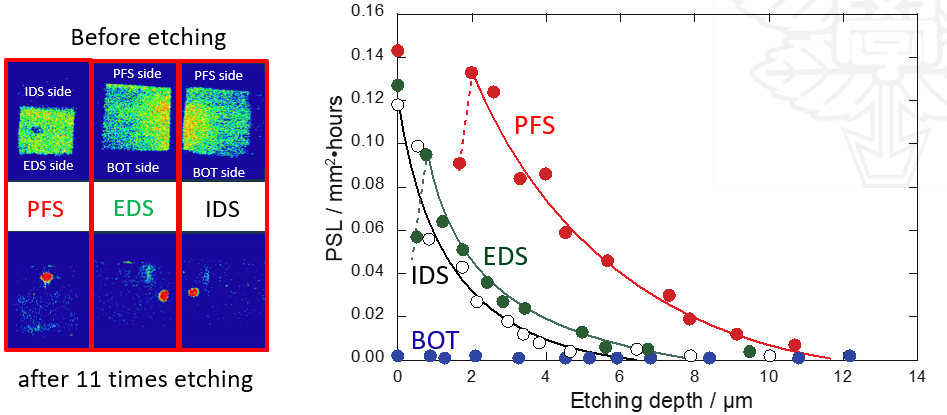 Before etching
IDS side
EDS side
PFS side
BOT side
PFS side
BOT side
PFS
EDS
IDS
after 11 times etching
PSL / mm²•hours
0.16
0.14
0.12
0.10
0.08
0.06
0.04
0.02
0.00
PFS
EDS
IDS
BOT
0
2
4
6
8
10
12
14
Etching depth / µm